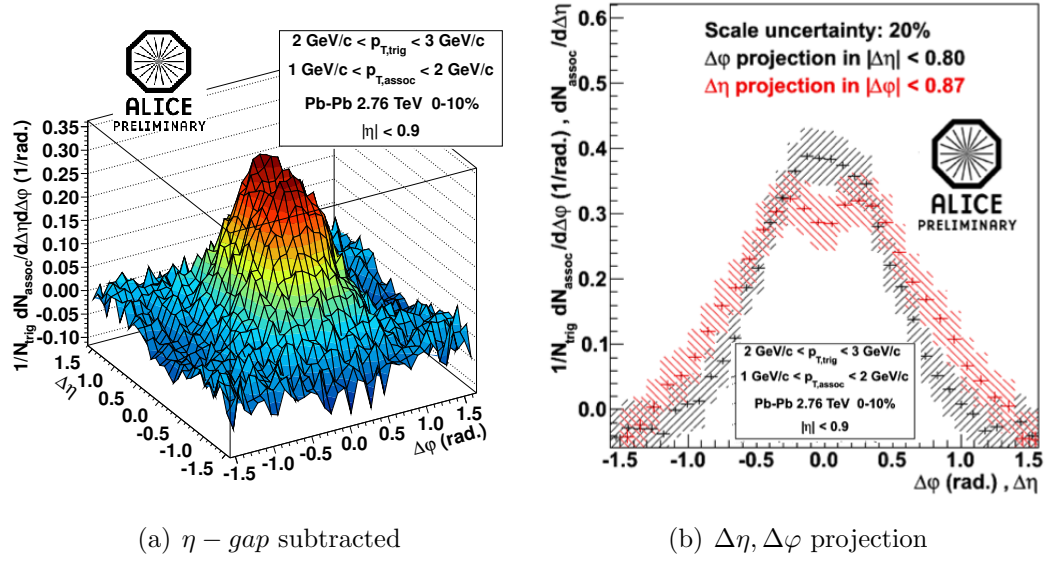 ALICE
PRELIMINARY
2 GeV/c < p_T,trig < 3 GeV/c
1 GeV/c < p_T,assoc < 2 GeV/c
Pb-Pb 2.76 TeV 0-10%
|η| < 0.9
1/N_trig dN_assoc/dΔηdΔφ (1/rad.)
0.35
0.30
0.25
0.20
0.15
0.10
0.05
0.00
-0.05
-0.10
1.5
1.0
0.5
0.0
-0.5
-1.0
-1.5
Δη
-1.5
-1.0
-0.5
0.0
0.5
1.0
1.5
Δφ (rad.)
(a) η − gap subtracted
1/N_trig dN_assoc/dΔφ (1/rad.) , dN_assoc/dΔη
0.6
0.5
0.4
0.3
0.2
0.1
0.0
Scale uncertainty: 20%
Δφ projection in |Δη| < 0.80
Δη projection in |Δφ| < 0.87
ALICE
PRELIMINARY
2 GeV/c < p_T,trig < 3 GeV/c
1 GeV/c < p_T,assoc < 2 GeV/c
Pb-Pb 2.76 TeV 0-10%
|η| < 0.9
-1.5 -1.0 -0.5 0.0 0.5 1.0 1.5
Δφ (rad.) , Δη
(b) Δη, Δφ projection